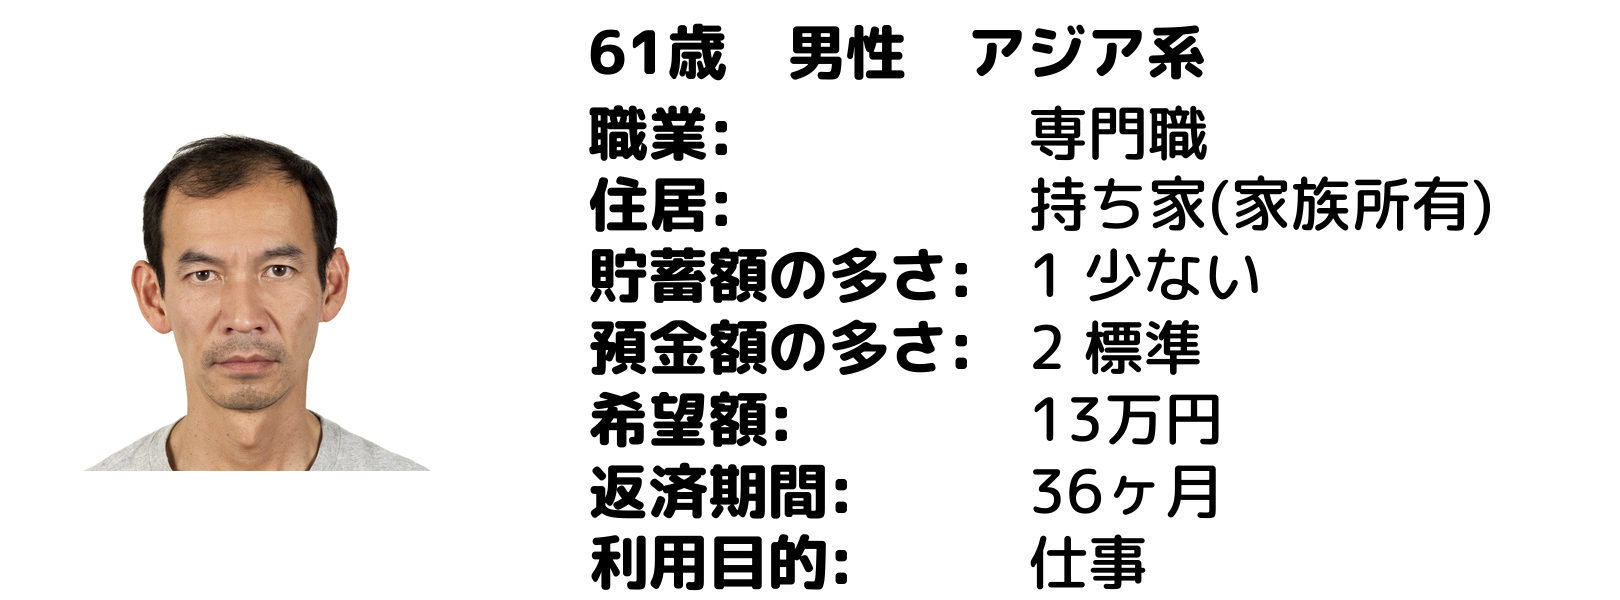 61歳　男性　アジア系
職業: 専門職
住居: 持ち家(家族所有)
貯蓄額の多さ: 1 少ない
預金額の多さ: 2 標準
希望額: 13万円
返済期間: 36ヶ月
利用目的: 仕事